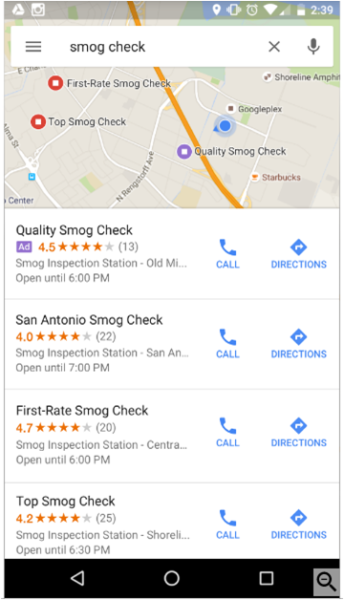 2:39
smog check
E Char
First-Rate Smog Check
Shoreline Amphit
Googleplex
Top Smog Check
Quality Smog Check
N Rengstorff Ave
Starbucks
Center
Quality Smog Check
Ad 4.5 (13)
CALL DIRECTIONS
Smog Inspection Station - Old Mi...
Open until 6:00 PM
San Antonio Smog Check
4.0 (22)
CALL DIRECTIONS
Smog Inspection Station - San An...
Open until 7:00 PM
First-Rate Smog Check
4.7 (20)
CALL DIRECTIONS
Smog Inspection Station - Centra...
Open until 6:00 PM
Top Smog Check
4.2 (25)
CALL DIRECTIONS
Smog Inspection Station - Shoreli...
Open until 6:30 PM